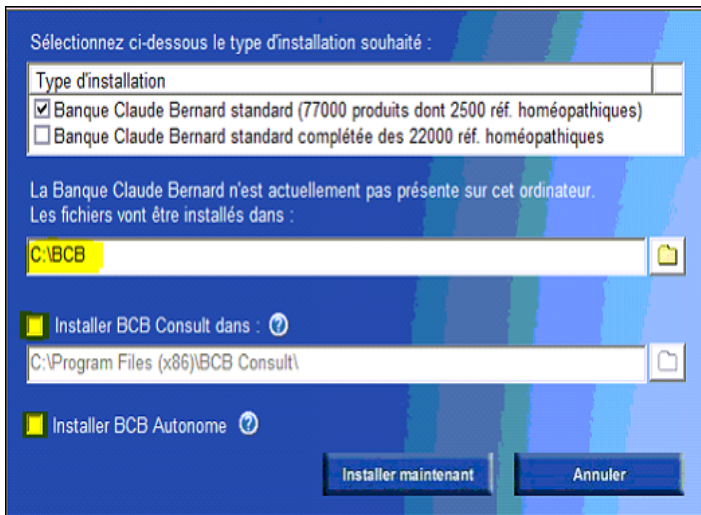 Sélectionnez ci-dessous le type d'installation souhaité :
Type d'installation
Banque Claude Bernard standard (77000 produits dont 2500 réf. homéopathiques)
Banque Claude Bernard standard complétée des 22000 réf. homéopathiques
La Banque Claude Bernard n'est actuellement pas présente sur cet ordinateur.
Les fichiers vont être installés dans :
C:\BCB
Installer BCB Consult dans : ?
C:\Program Files (x86)\BCB Consult\
Installer BCB Autonome ?
Installer maintenant
Annuler